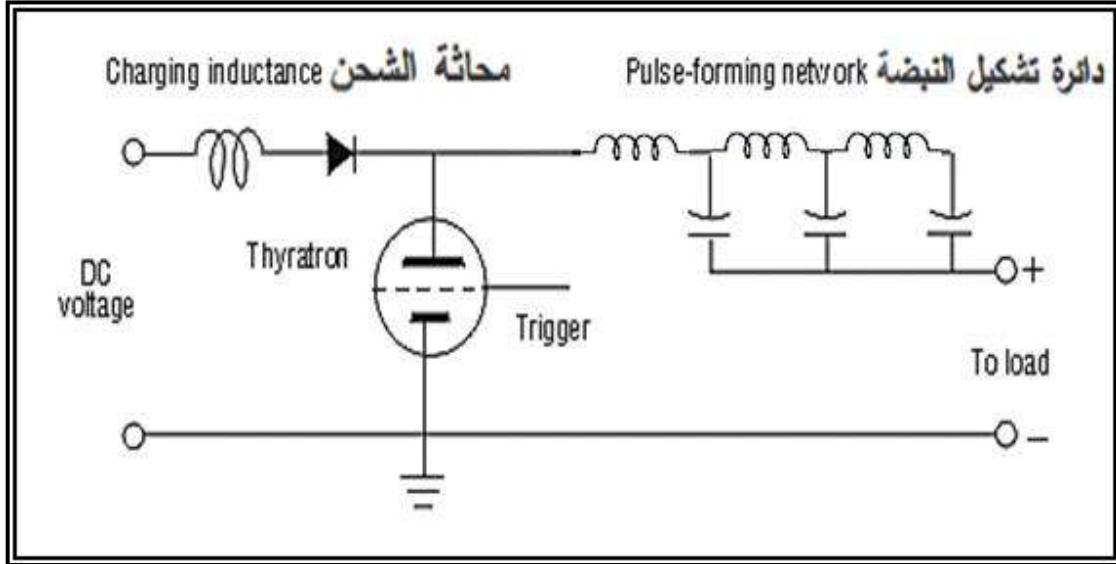 Charging inductance محاثة الشحن
Pulse-forming network دائرة تشكيل النبضة
Thyratron
DC
voltage
Trigger
+
To load
−